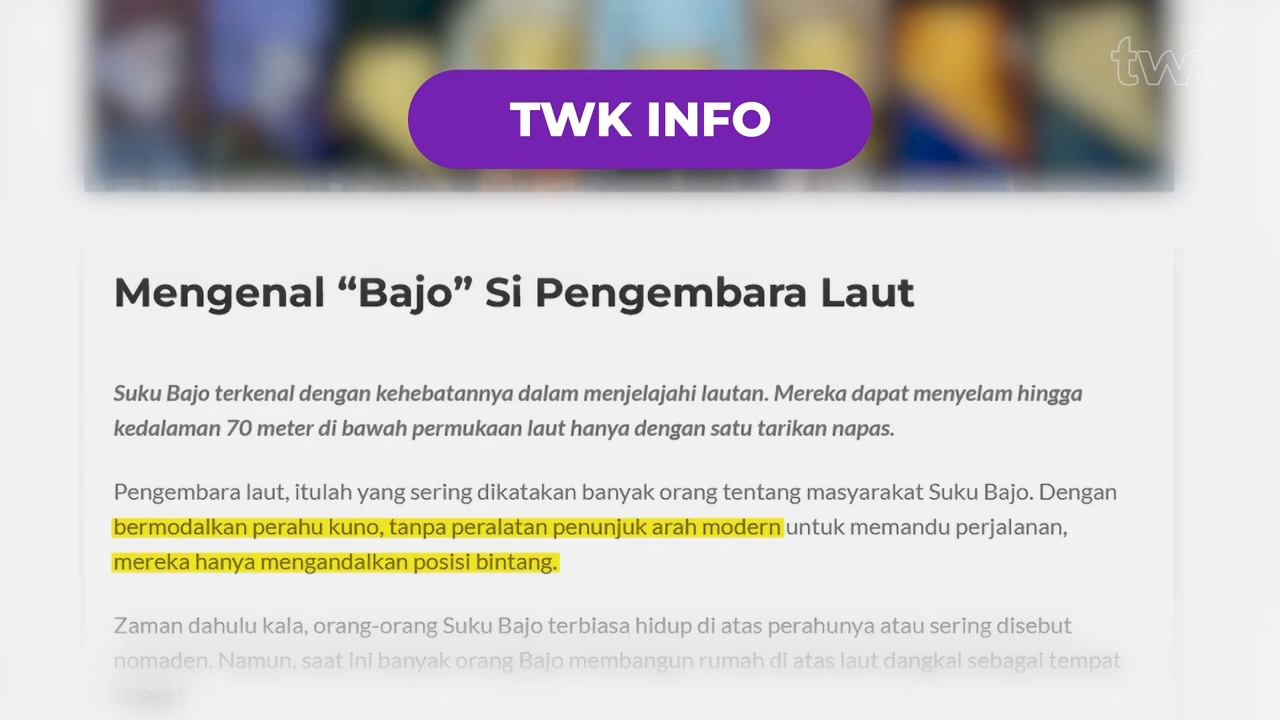 tw
TWK INFO
Mengenal “Bajo” Si Pengembara Laut
Suku Bajo terkenal dengan kehebatannya dalam menjelajahi lautan. Mereka dapat menyelam hingga
kedalaman 70 meter di bawah permukaan laut hanya dengan satu tarikan napas.
Pengembara laut, itulah yang sering dikatakan banyak orang tentang masyarakat Suku Bajo. Dengan
bermodalkan perahu kuno, tanpa peralatan penunjuk arah modern untuk memandu perjalanan,
mereka hanya mengandalkan posisi bintang.
Zaman dahulu kala, orang-orang Suku Bajo terbiasa hidup di atas perahunya atau sering disebut
nomaden. Namun, saat ini banyak orang Bajo membangun rumah di atas laut dangkal sebagai tempat